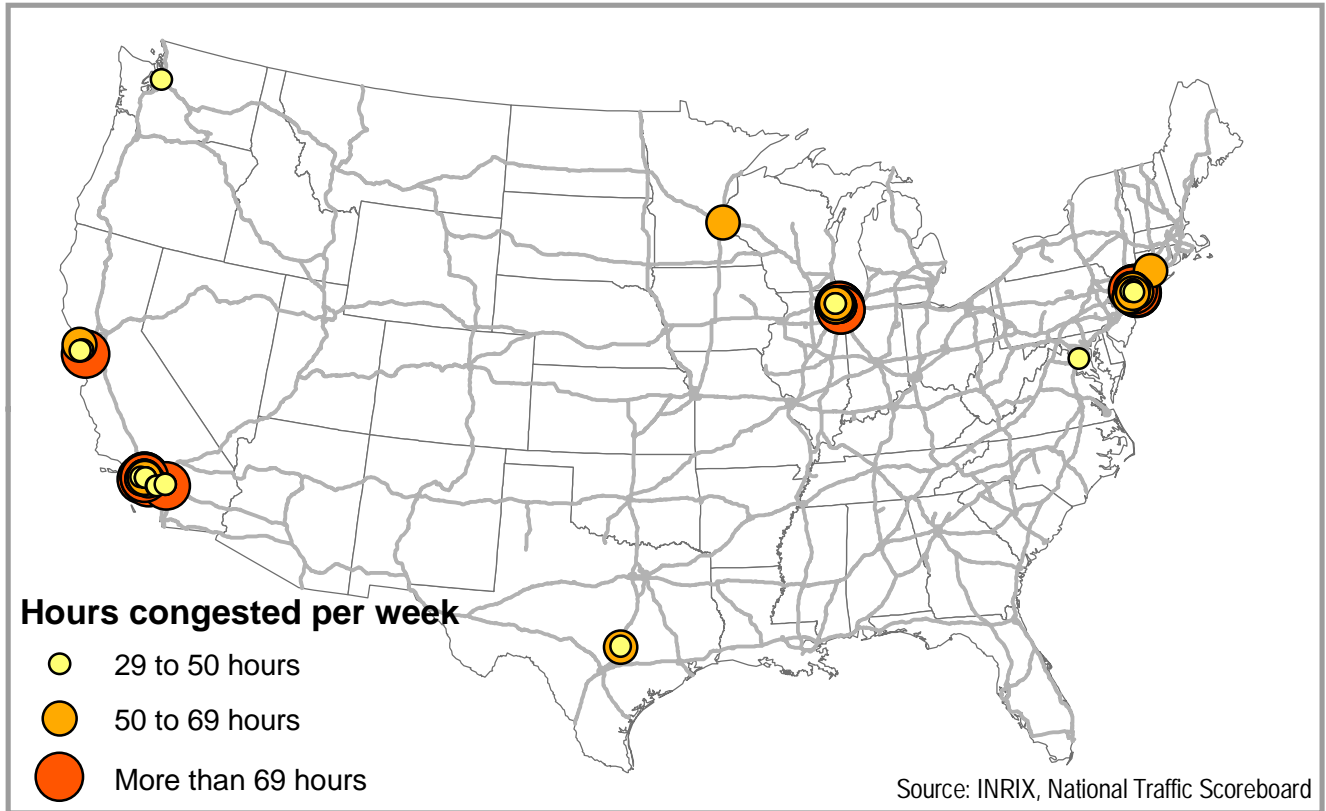 Hours congested per week
29 to 50 hours
50 to 69 hours
More than 69 hours
Source: INRIX, National Traffic Scoreboard